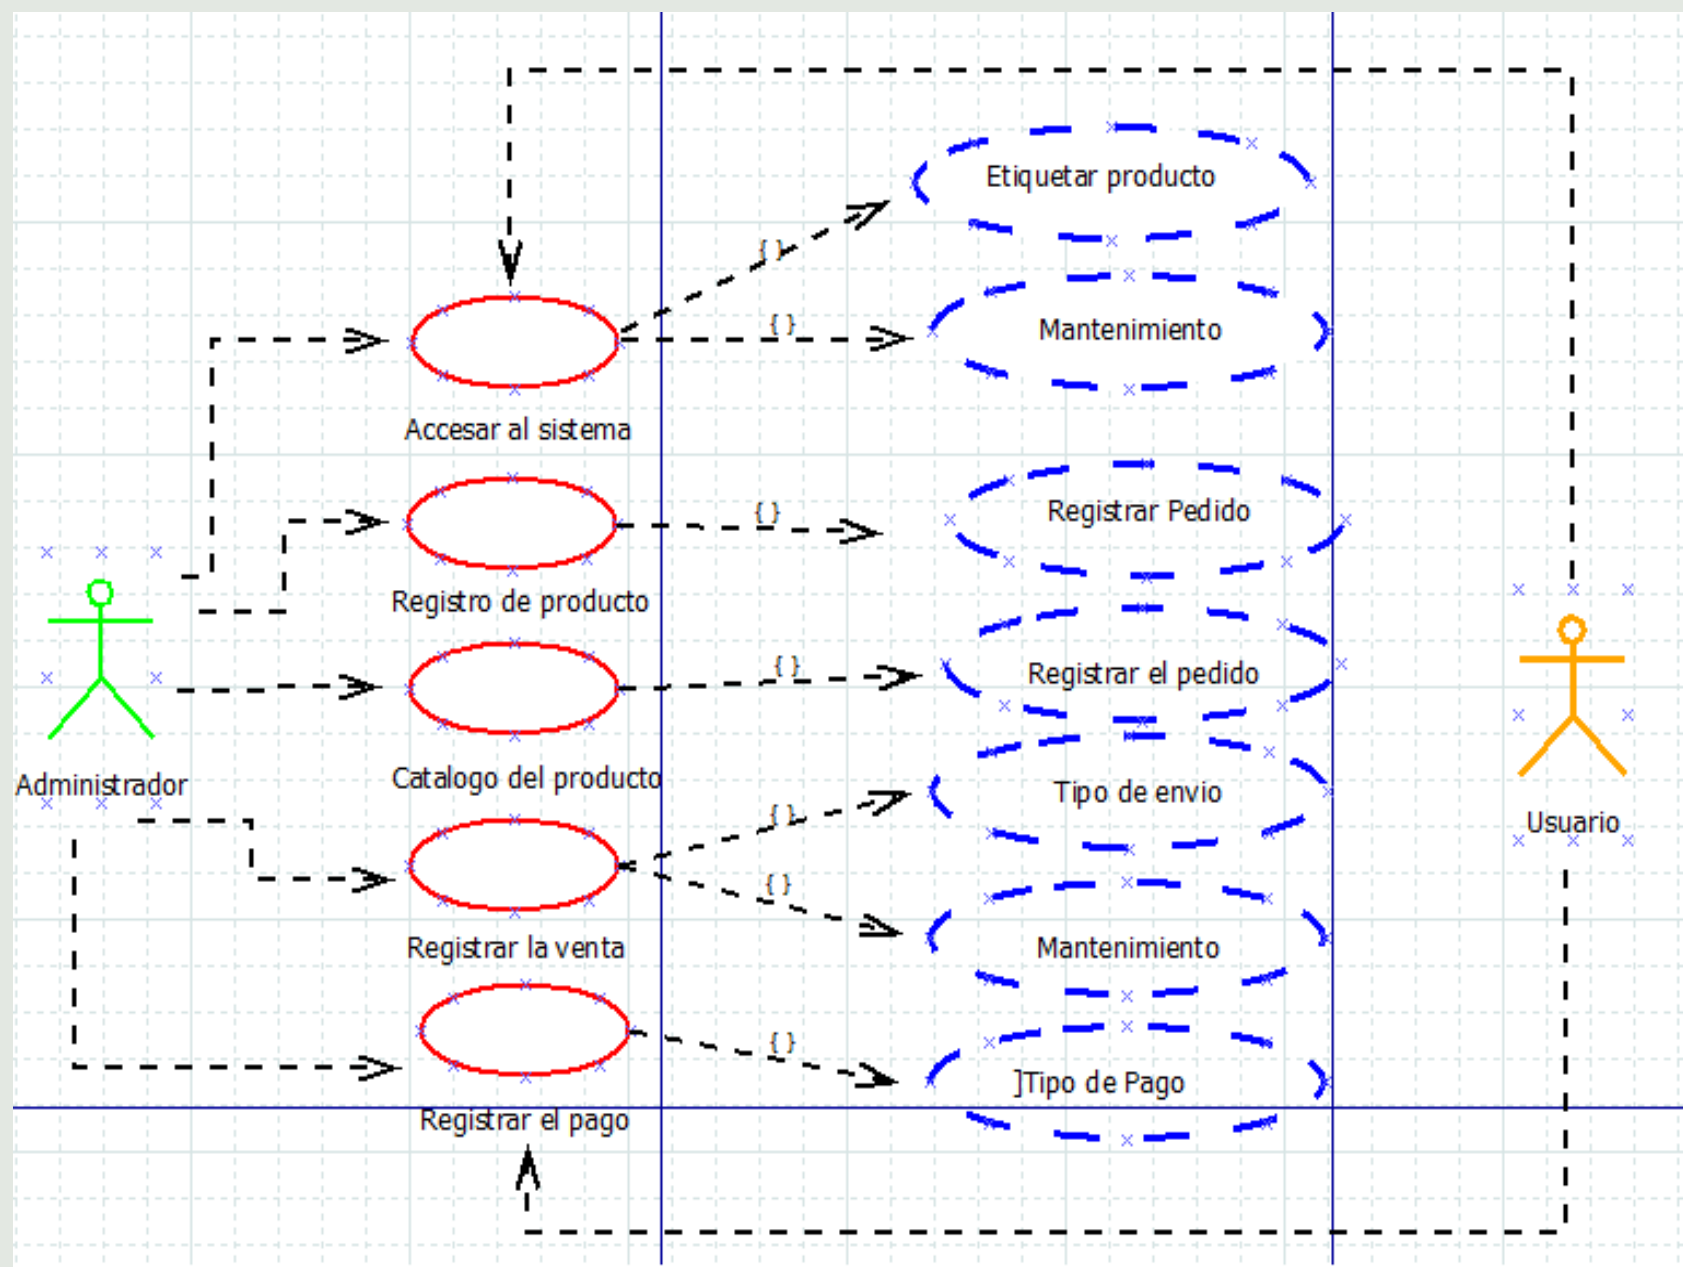 Etiquetar producto
{ }
Mantenimiento
{ }
Accesar al sistema
Registrar Pedido
{ }
Registro de producto
Registrar el pedido
{ }
Catalogo del producto
Administrador
Tipo de envio
{ }
Usuario
{ }
Registrar la venta
Mantenimiento
{ }
]Tipo de Pago
Registrar el pago